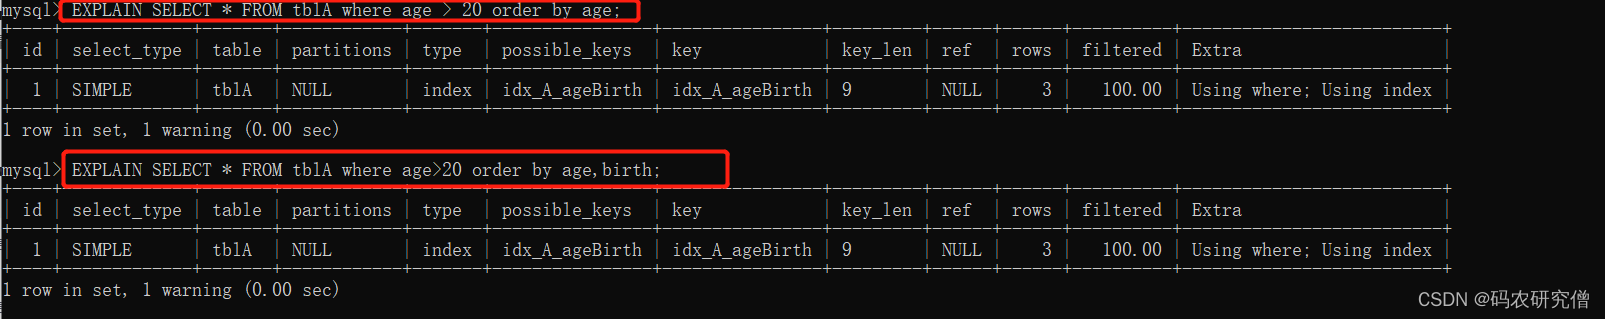 mysql> EXPLAIN SELECT * FROM tblA where age > 20 order by age;
| id | select_type | table | partitions | type | possible_keys | key | key_len | ref | rows | filtered | Extra |
| 1 | SIMPLE | tblA | NULL | index | idx_A_ageBirth | idx_A_ageBirth | 9 | NULL | 3 | 100.00 | Using where; Using index |
1 row in set, 1 warning (0.00 sec)
mysql> EXPLAIN SELECT * FROM tblA where age>20 order by age,birth;
| id | select_type | table | partitions | type | possible_keys | key | key_len | ref | rows | filtered | Extra |
| 1 | SIMPLE | tblA | NULL | index | idx_A_ageBirth | idx_A_ageBirth | 9 | NULL | 3 | 100.00 | Using where; Using index |
1 row in set, 1 warning (0.00 sec)
CSDN @码农研究僧